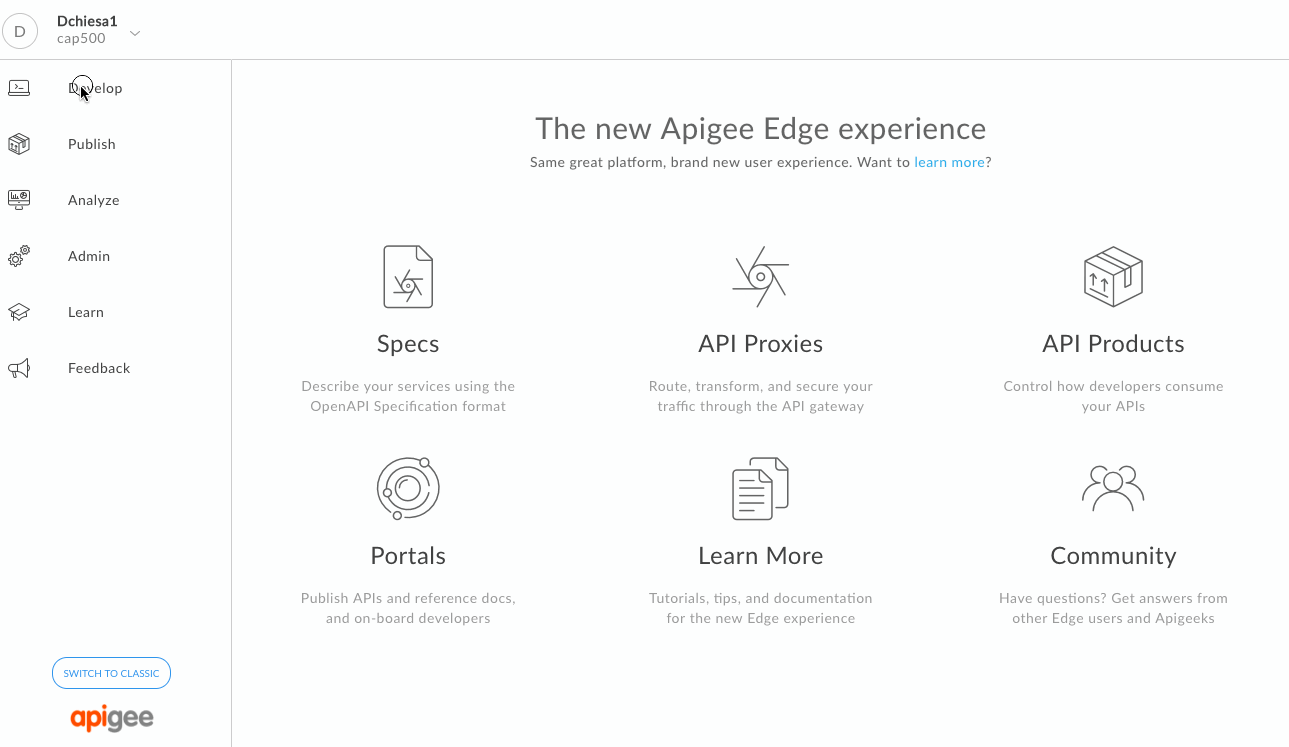 D
Dchiesa1
cap500
Develop
Publish
Analyze
Admin
Learn
Feedback
SWITCH TO CLASSIC
apigee
The new Apigee Edge experience
Same great platform, brand new user experience. Want to learn more?
Specs
Describe your services using the
OpenAPI Specification format
API Proxies
Route, transform, and secure your
traffic through the API gateway
API Products
Control how developers consume
your APIs
Portals
Publish APIs and reference docs,
and on-board developers
Learn More
Tutorials, tips, and documentation
for the new Edge experience
Community
Have questions? Get answers from
other Edge users and Apigeeks